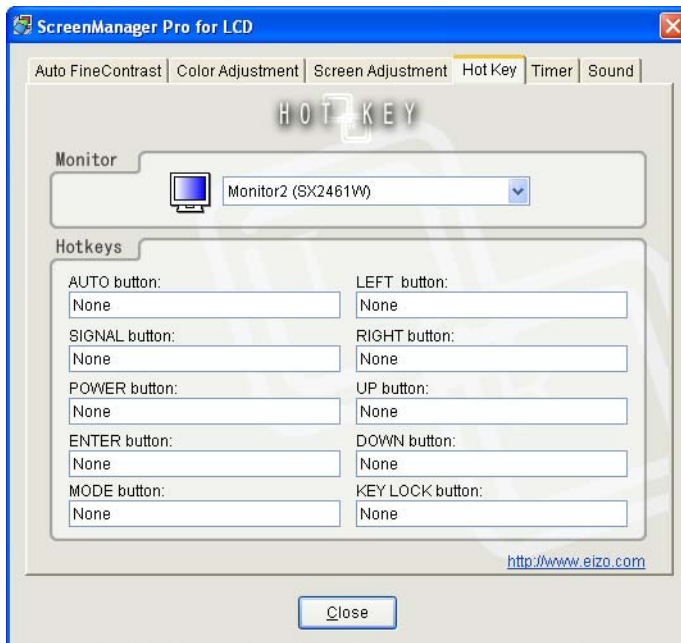 ScreenManager Pro for LCD
Auto FineContrast Color Adjustment Screen Adjustment Hot Key Timer Sound
HOT KEY
Monitor
Monitor2 (SX2461W)
Hotkeys
AUTO button: LEFT button:
None None
SIGNAL button: RIGHT button:
None None
POWER button: UP button:
None None
ENTER button: DOWN button:
None None
MODE button: KEY LOCK button:
None None
http://www.eizo.com
Close